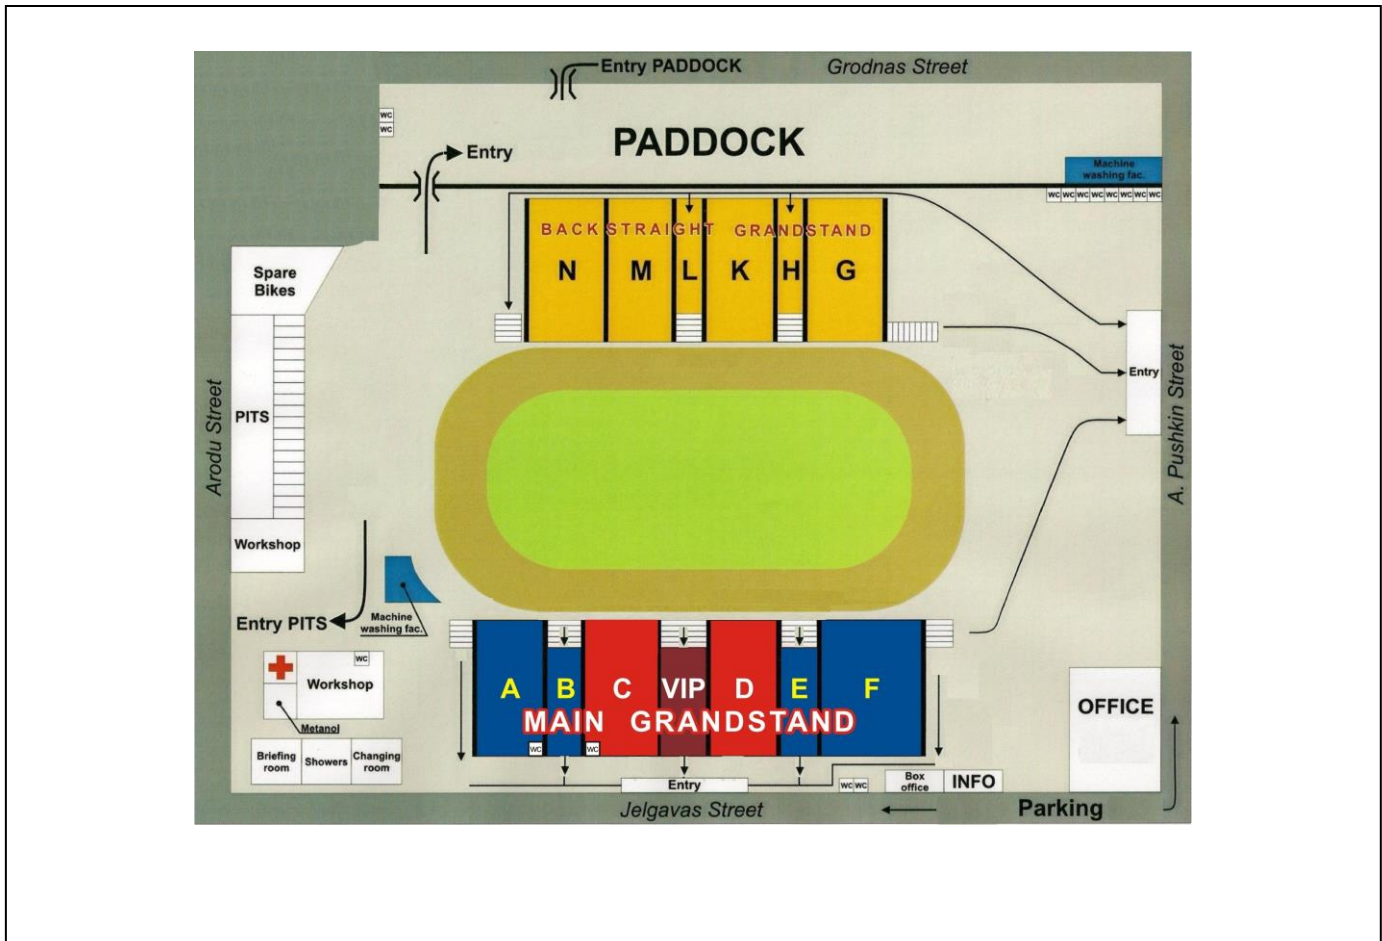 Entry PADDOCK
Grodnas Street
WC
WC
PADDOCK
Entry
Machine
washing fac.
WC WC WC WC WC WC WC WC
BACK STRAIGHT GRANDSTAND
N M L K H G
Spare
Bikes
PITS
Arodu Street
Entry
A. Pushkin Street
Workshop
Entry PITS
Machine
washing fac.
WC
Workshop
Metanol
Briefing
room
Showers
Changing
room
A B C VIP D E F
MAIN GRANDSTAND
WC WC
OFFICE
Entry
WC WC
Box
office
INFO
Jelgavas Street
Parking